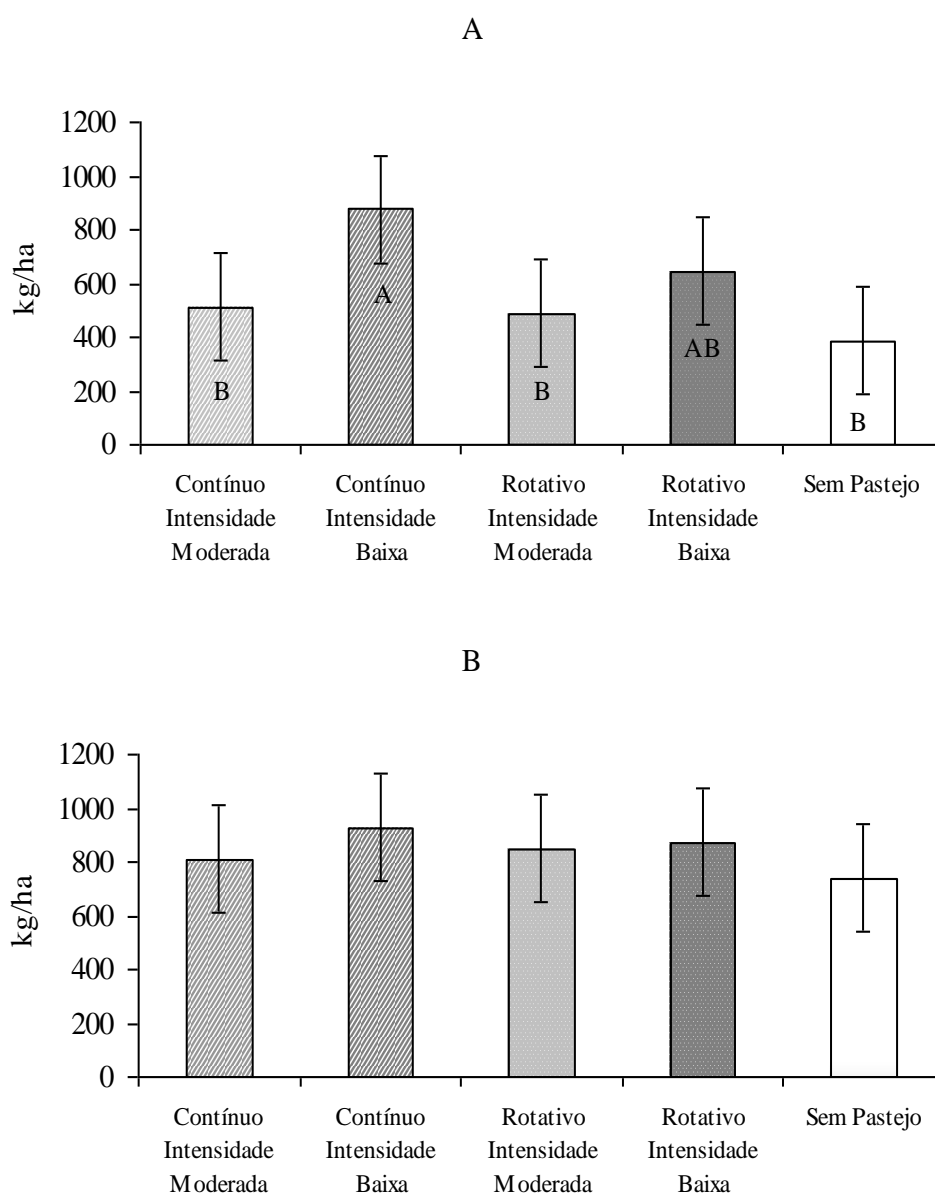 A
1200
1000
800
600
400
200
0
kg/ha
B
A
B
AB
B
Contínuo
Intensidade
Moderada
Contínuo
Intensidade
Baixa
Rotativo
Intensidade
Moderada
Rotativo
Intensidade
Baixa
Sem Pastejo
B
1200
1000
800
600
400
200
0
kg/ha
Contínuo
Intensidade
Moderada
Contínuo
Intensidade
Baixa
Rotativo
Intensidade
Moderada
Rotativo
Intensidade
Baixa
Sem Pastejo